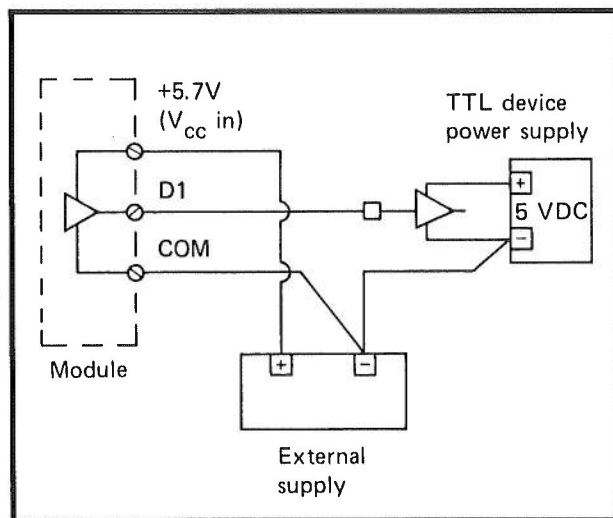 +5.7V
(Vcc in)
D1
COM
Module
TTL device
power supply
+
5 VDC
−
+
−
External
supply